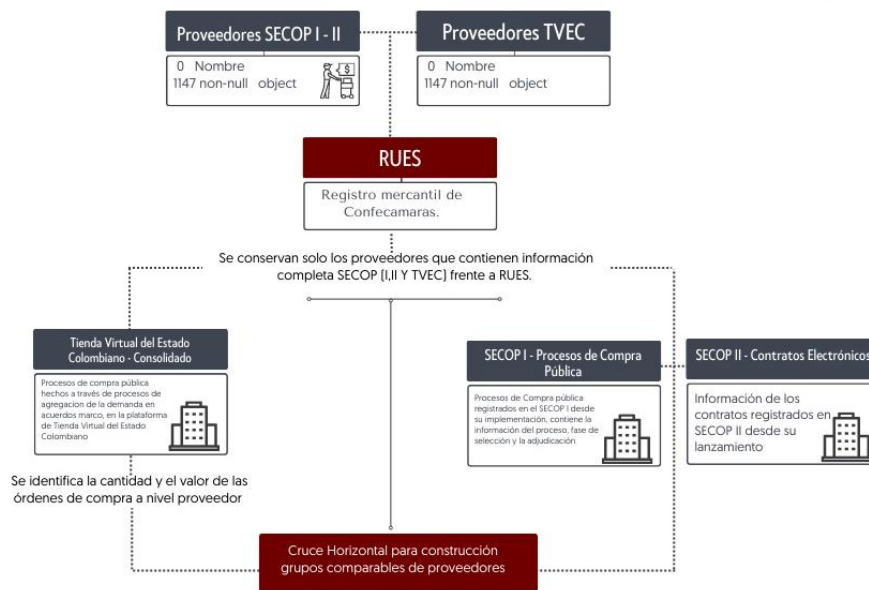 Proveedores SECOP I - II
Proveedores TVEC
0 Nombre
1147 non-null object
$
0 Nombre
1147 non-null object
RUES
Registro mercantil de
Confecamaras.
Se conservan solo los proveedores que contienen información
completa SECOP (I,II Y TVEC) frente a RUES.
Tienda Virtual del Estado
Colombiano - Consolidado
Procesos de compra pública
hechos a través de procesos de
agregacion de la demanda en
acuerdos marco, en la plataforma
de Tienda Virtual del Estado
Colombiano
SECOP I - Procesos de Compra
Pública
Procesos de Compra pública
registrados en el SECOP I desde
su implementación, contiene la
información del proceso, fase de
selección y la adjudicación
SECOP II - Contratos Electrónicos
Información de los
contratos registrados en
SECOP II desde su
lanzamiento
Se identifica la cantidad y el valor de las
órdenes de compra a nivel proveedor
Cruce Horizontal para construcción
grupos comparables de proveedores